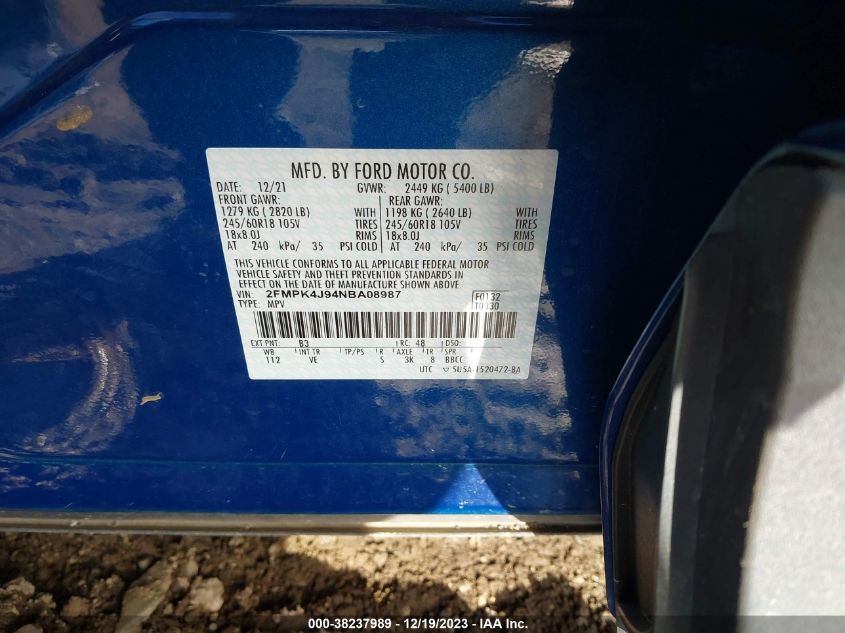 MFD. BY FORD MOTOR CO.
DATE: 12/21 GVWR: 2449 KG ( 5400 LB)
FRONT GAWR: REAR GAWR:
1279 KG ( 2820 LB) WITH 1198 KG ( 2640 LB) WITH
245/60R18 105V TIRES 245/60R18 105V TIRES
18x8.0J RIMS 18x8.0J RIMS
AT 240 kPa/ 35 PSI COLD AT 240 kPa/ 35 PSI COLD
THIS VEHICLE CONFORMS TO ALL APPLICABLE FEDERAL MOTOR
VEHICLE SAFETY AND THEFT PREVENTION STANDARDS IN
EFFECT ON THE DATE OF MANUFACTURE SHOWN ABOVE.
VIN: 2FMPK4J94NBA08987 F0132
TYPE: MPV T0330
EXT PNT: B3 RC: 48 DSO:
WB INT TR TP/PS R AXLE TR SPR
112 VE S 3K 8 BBCC
UTC 5U5A-1520472-BA
000-38237989 - 12/19/2023 - IAA Inc.